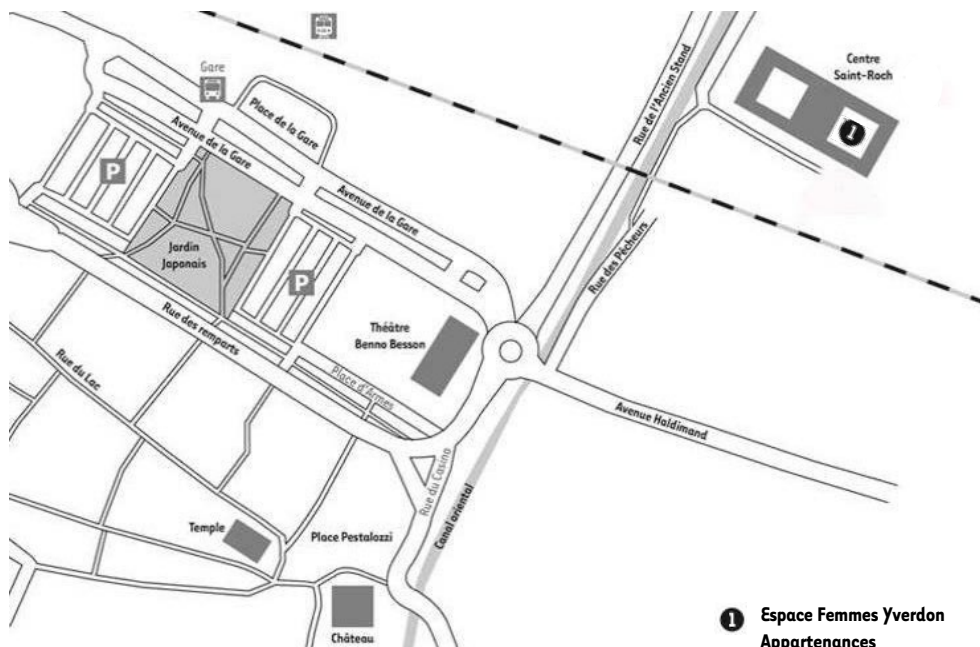 Gare
Place de la Gare
Avenue de la Gare
Avenue de la Gare
P
Jardin
Japonais
P
Rue des remparts
Rue du Lac
Théâtre
Benno Besson
Place d'Armes
Rue de l'Ancien Stand
Centre
Saint-Roch
1
Rue des Pêcheurs
Avenue Haldimand
Rue du Casino
Canal oriental
Temple
Place Pestalozzi
Château
1 Espace Femmes Yverdon
Appartenances